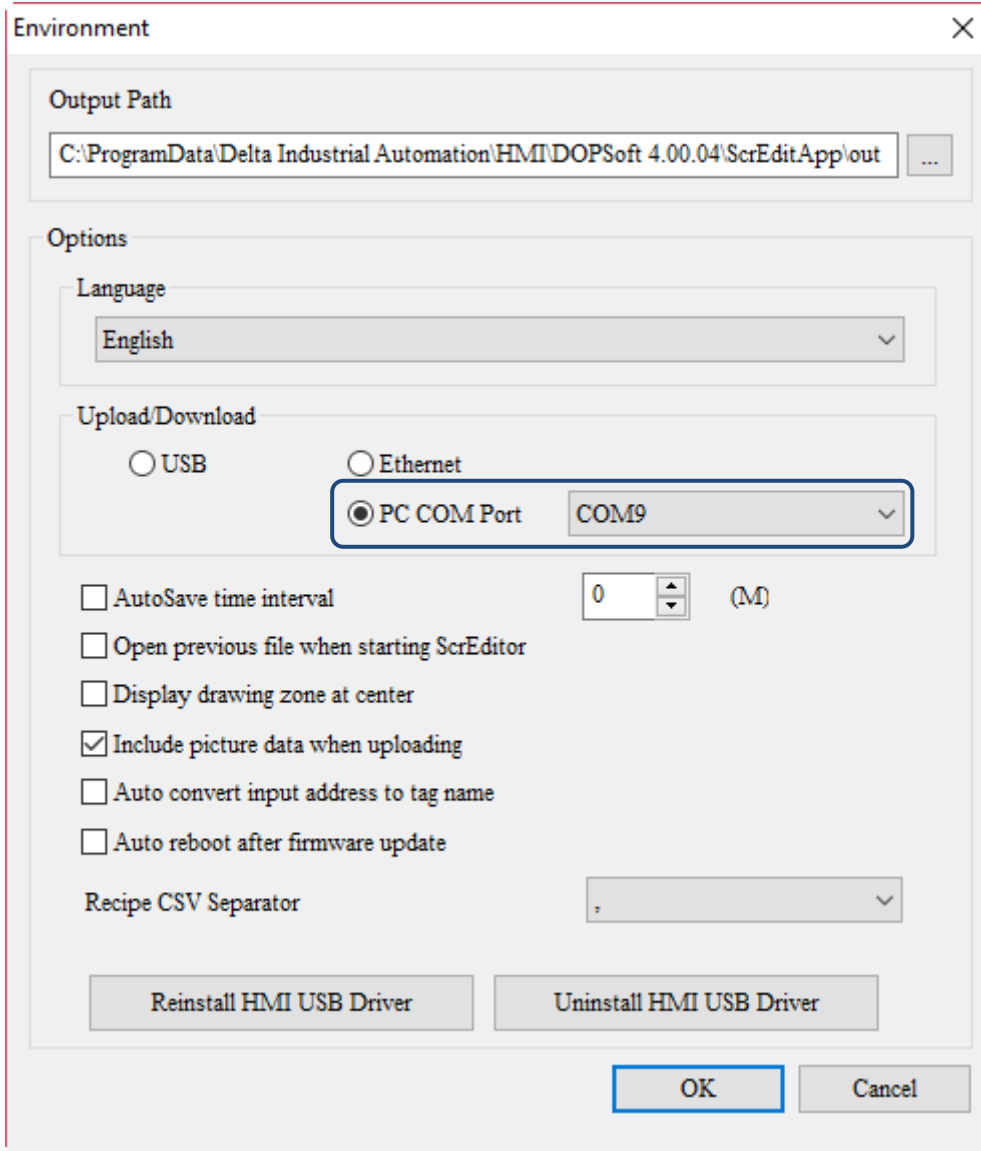 Environment
Output Path
C:\ProgramData\Delta Industrial Automation\HMI\DOPSoft 4.00.04\ScrEditApp\out
...
Options
Language
English
Upload/Download
USB
Ethernet
PC COM Port
COM9
AutoSave time interval
0
(M)
Open previous file when starting ScrEditor
Display drawing zone at center
Include picture data when uploading
Auto convert input address to tag name
Auto reboot after firmware update
Recipe CSV Separator
,
Reinstall HMI USB Driver
Uninstall HMI USB Driver
OK
Cancel